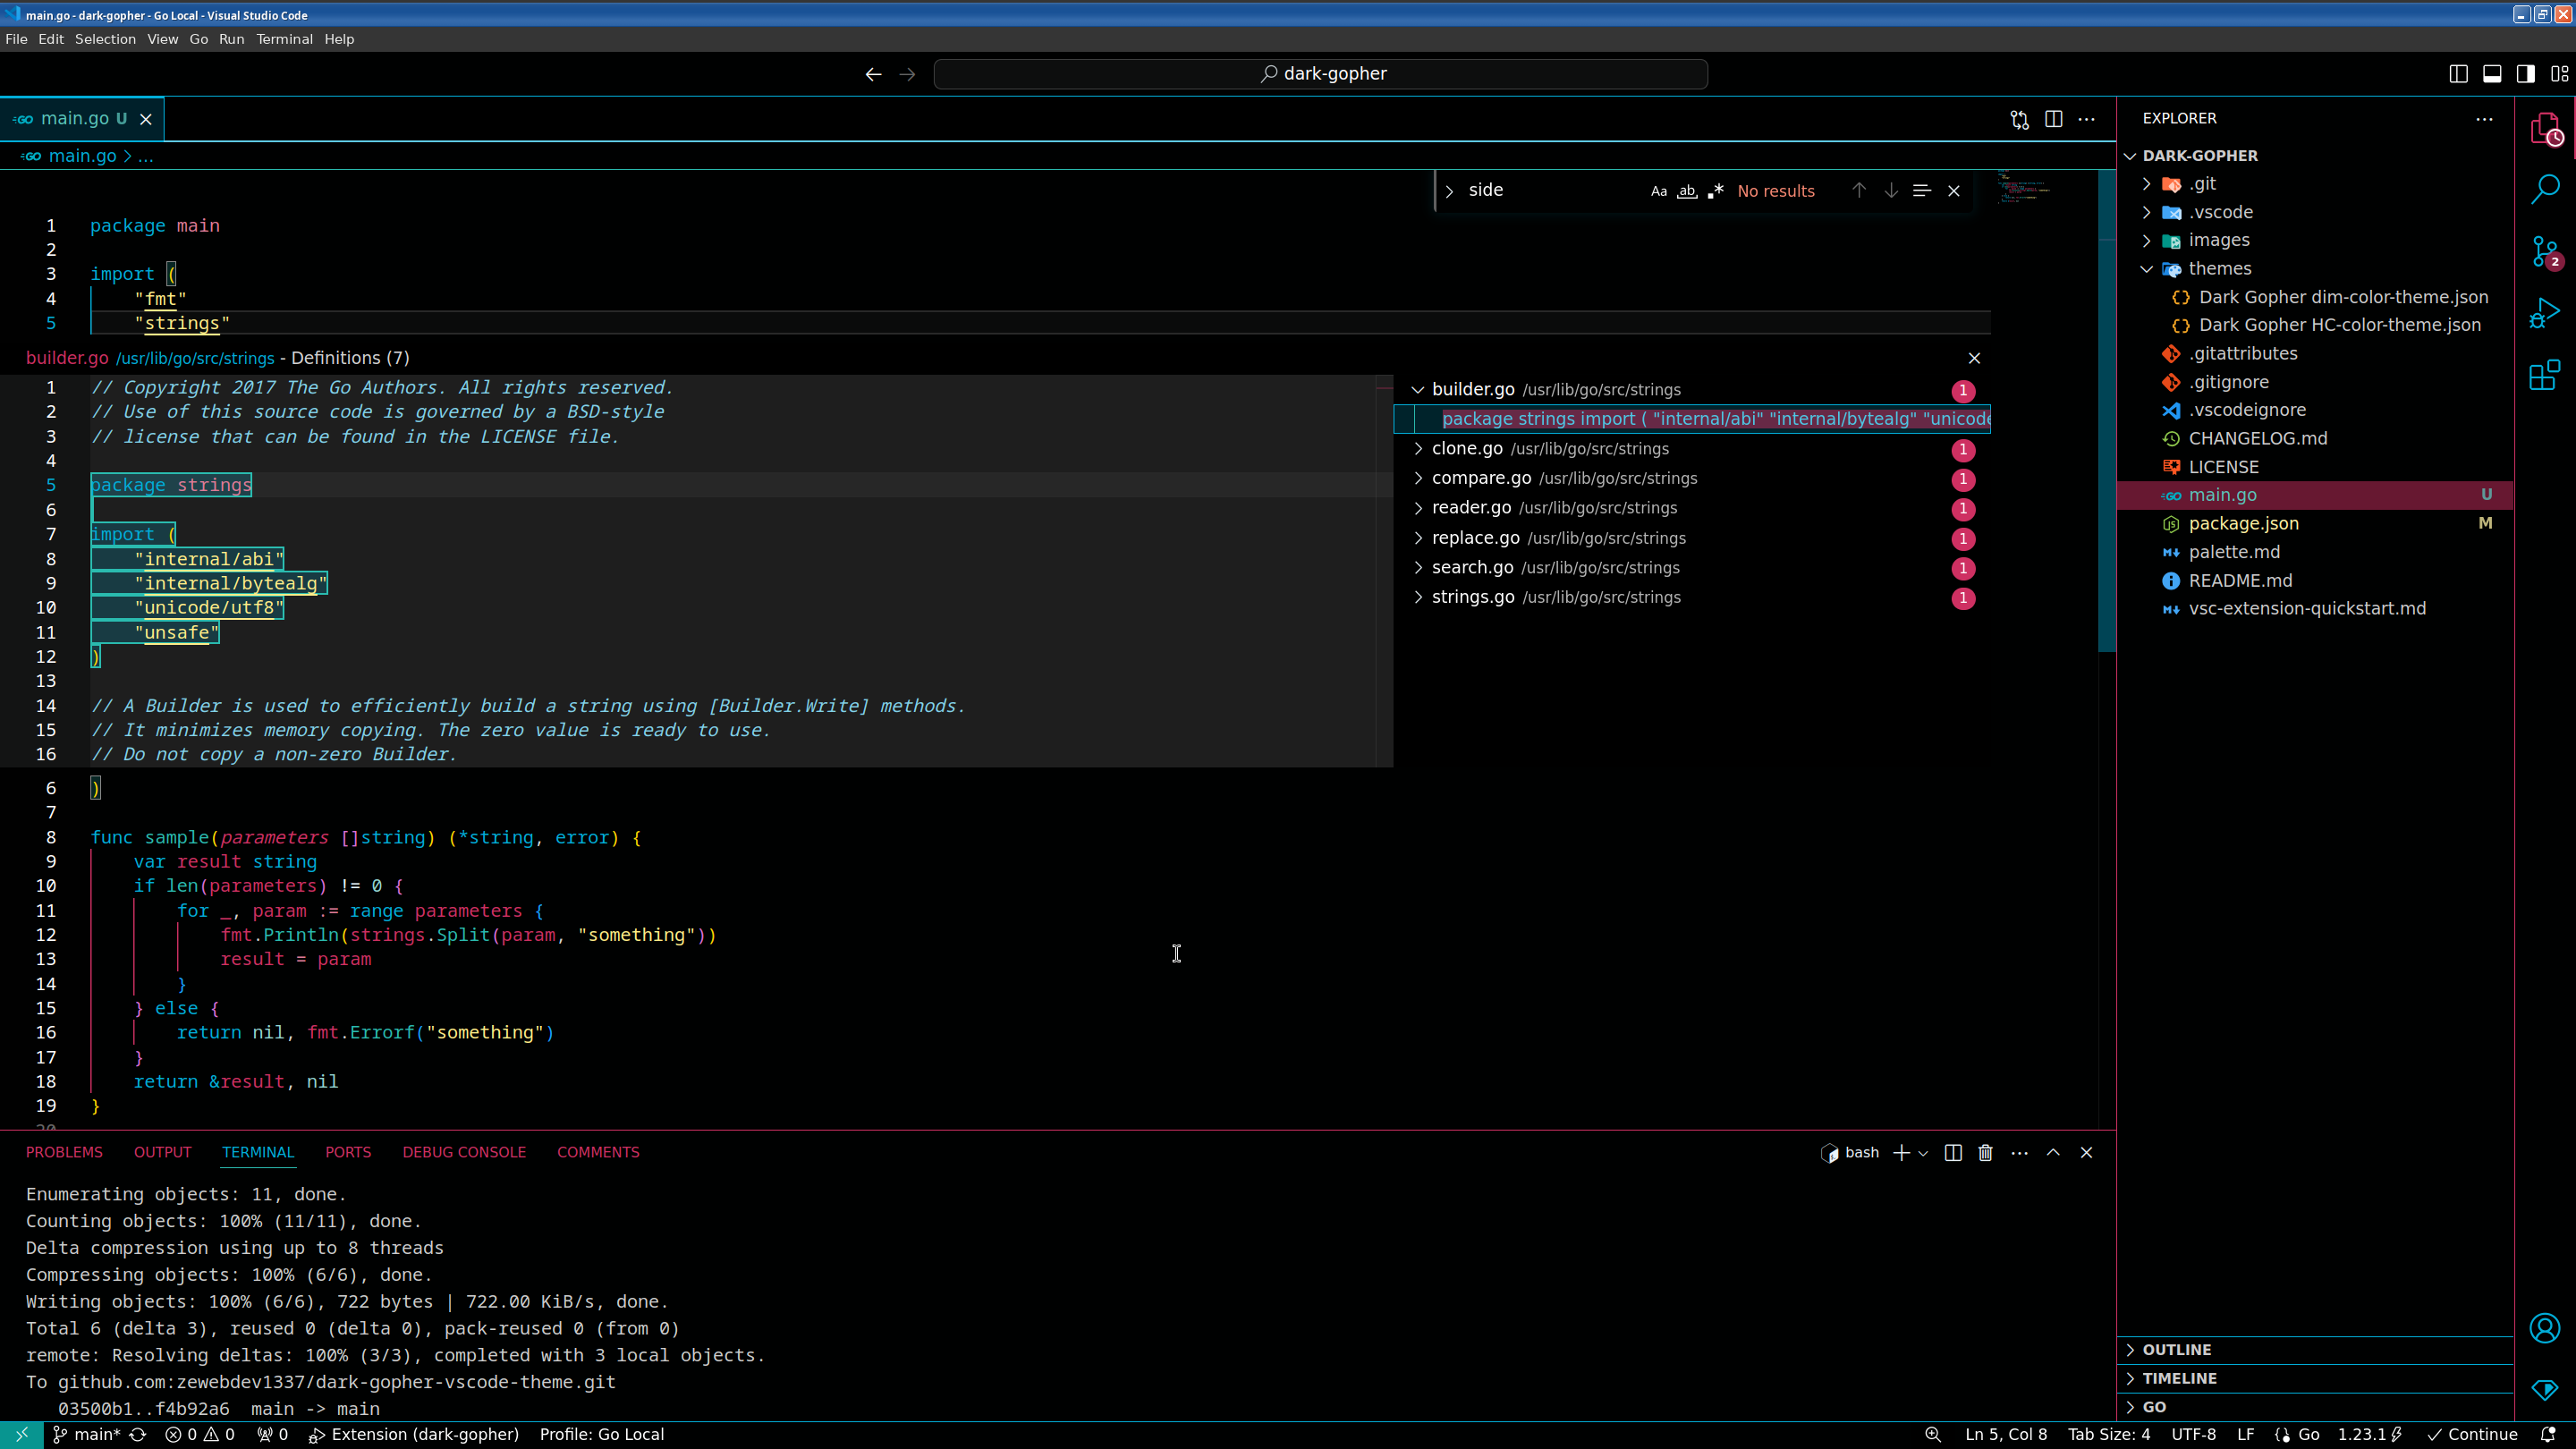 main.go - dark-gopher - Go Local - Visual Studio Code
File Edit Selection View Go Run Terminal Help
dark-gopher
main.go U
main.go > ...
side
Aa ab .* No results
1 package main
2
3 import (
4 "fmt"
5 "strings"
builder.go /usr/lib/go/src/strings - Definitions (7)
1 // Copyright 2017 The Go Authors. All rights reserved.
2 // Use of this source code is governed by a BSD-style
3 // license that can be found in the LICENSE file.
4
5 package strings
6
7 import (
8 "internal/abi"
9 "internal/bytealg"
10 "unicode/utf8"
11 "unsafe"
12 )
13
14 // A Builder is used to efficiently build a string using [Builder.Write] methods.
15 // It minimizes memory copying. The zero value is ready to use.
16 // Do not copy a non-zero Builder.
builder.go /usr/lib/go/src/strings 1
package strings import ( "internal/abi" "internal/bytealg" "unicode
clone.go /usr/lib/go/src/strings 1
compare.go /usr/lib/go/src/strings 1
reader.go /usr/lib/go/src/strings 1
replace.go /usr/lib/go/src/strings 1
search.go /usr/lib/go/src/strings 1
strings.go /usr/lib/go/src/strings 1
6 )
7
8 func sample(parameters []string) (*string, error) {
9 var result string
10 if len(parameters) != 0 {
11 for _, param := range parameters {
12 fmt.Println(strings.Split(param, "something"))
13 result = param
14 }
15 } else {
16 return nil, fmt.Errorf("something")
17 }
18 return &result, nil
19 }
20
PROBLEMS OUTPUT TERMINAL PORTS DEBUG CONSOLE COMMENTS
bash
Enumerating objects: 11, done.
Counting objects: 100% (11/11), done.
Delta compression using up to 8 threads
Compressing objects: 100% (6/6), done.
Writing objects: 100% (6/6), 722 bytes | 722.00 KiB/s, done.
Total 6 (delta 3), reused 0 (delta 0), pack-reused 0 (from 0)
remote: Resolving deltas: 100% (3/3), completed with 3 local objects.
To github.com:zewebdev1337/dark-gopher-vscode-theme.git
03500b1..f4b92a6 main -> main
EXPLORER
DARK-GOPHER
.git
.vscode
images
themes
Dark Gopher dim-color-theme.json
Dark Gopher HC-color-theme.json
.gitattributes
.gitignore
.vscodeignore
CHANGELOG.md
LICENSE
main.go U
package.json M
palette.md
README.md
vsc-extension-quickstart.md
OUTLINE
TIMELINE
GO
2
main* 0 0 0 Extension (dark-gopher) Profile: Go Local
Ln 5, Col 8 Tab Size: 4 UTF-8 LF Go 1.23.1 Continue